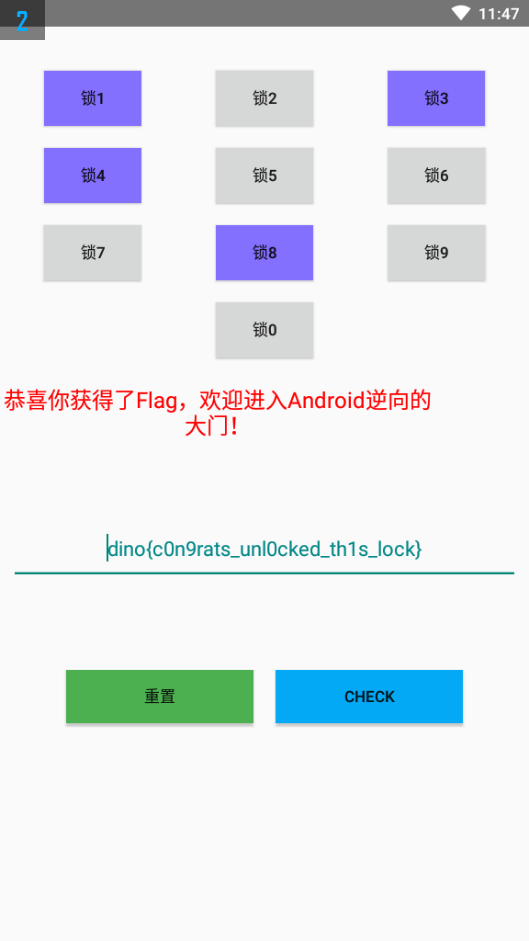 2
11:47
锁1 锁2 锁3
锁4 锁5 锁6
锁7 锁8 锁9
锁0
恭喜你获得了Flag，欢迎进入Android逆向的
大门！
dino{c0n9rats_unl0cked_th1s_lock}
重置 CHECK